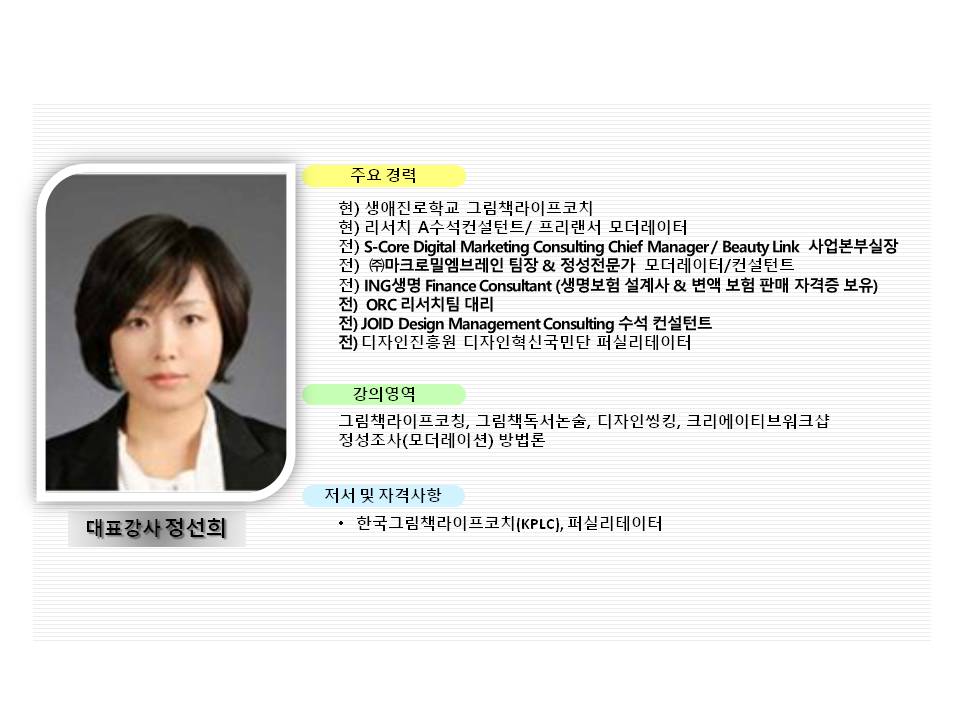 주요 경력
현) 생애진로학교 그림책라이프코치
현) 리서치 A수석컨설턴트/ 프리랜서 모더레이터
전) S-Core Digital Marketing Consulting Chief Manager / Beauty Link 사업본부실장
전) ㈜마크로밀엠브레인 팀장 & 정성전문가 모더레이터/컨설턴트
전) ING생명 Finance Consultant (생명보험 설계사 & 변액 보험 판매 자격증 보유)
전) ORC 리서치팀 대리
전) JOID Design Management Consulting 수석 컨설턴트
전) 디자인진흥원 디자인혁신국민단 퍼실리테이터
강의영역
그림책라이프코칭, 그림책독서논술, 디자인씽킹, 크리에이티브워크샵
정성조사(모더레이션) 방법론
저서 및 자격사항
• 한국그림책라이프코치(KPLC), 퍼실리테이터
대표강사 정선희